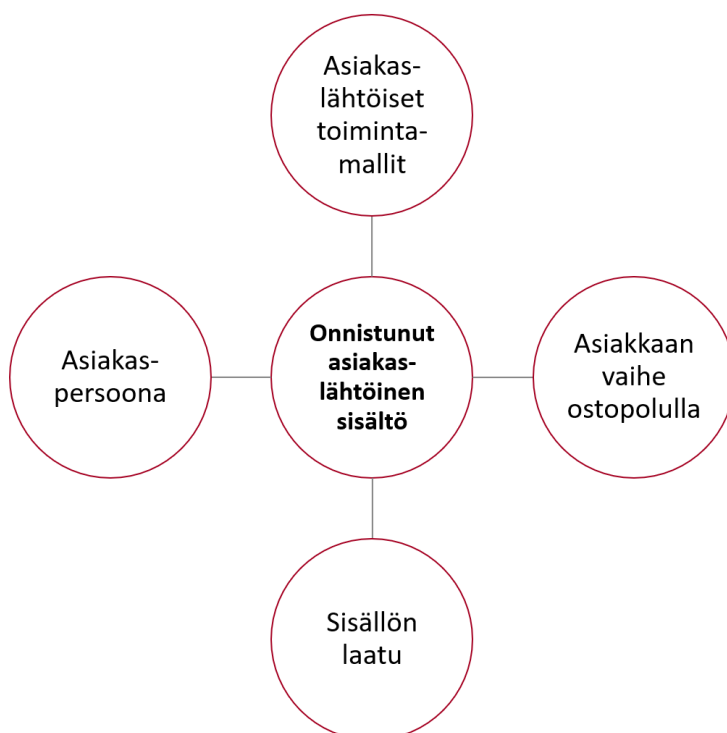 Asiakas-
lähtöiset
toiminta-
mallit
Asiakas-
persoona
Onnistunut
asiakas-
lähtöinen
sisältö
Asiakkaan
vaihe
ostopolulla
Sisällön
laatu